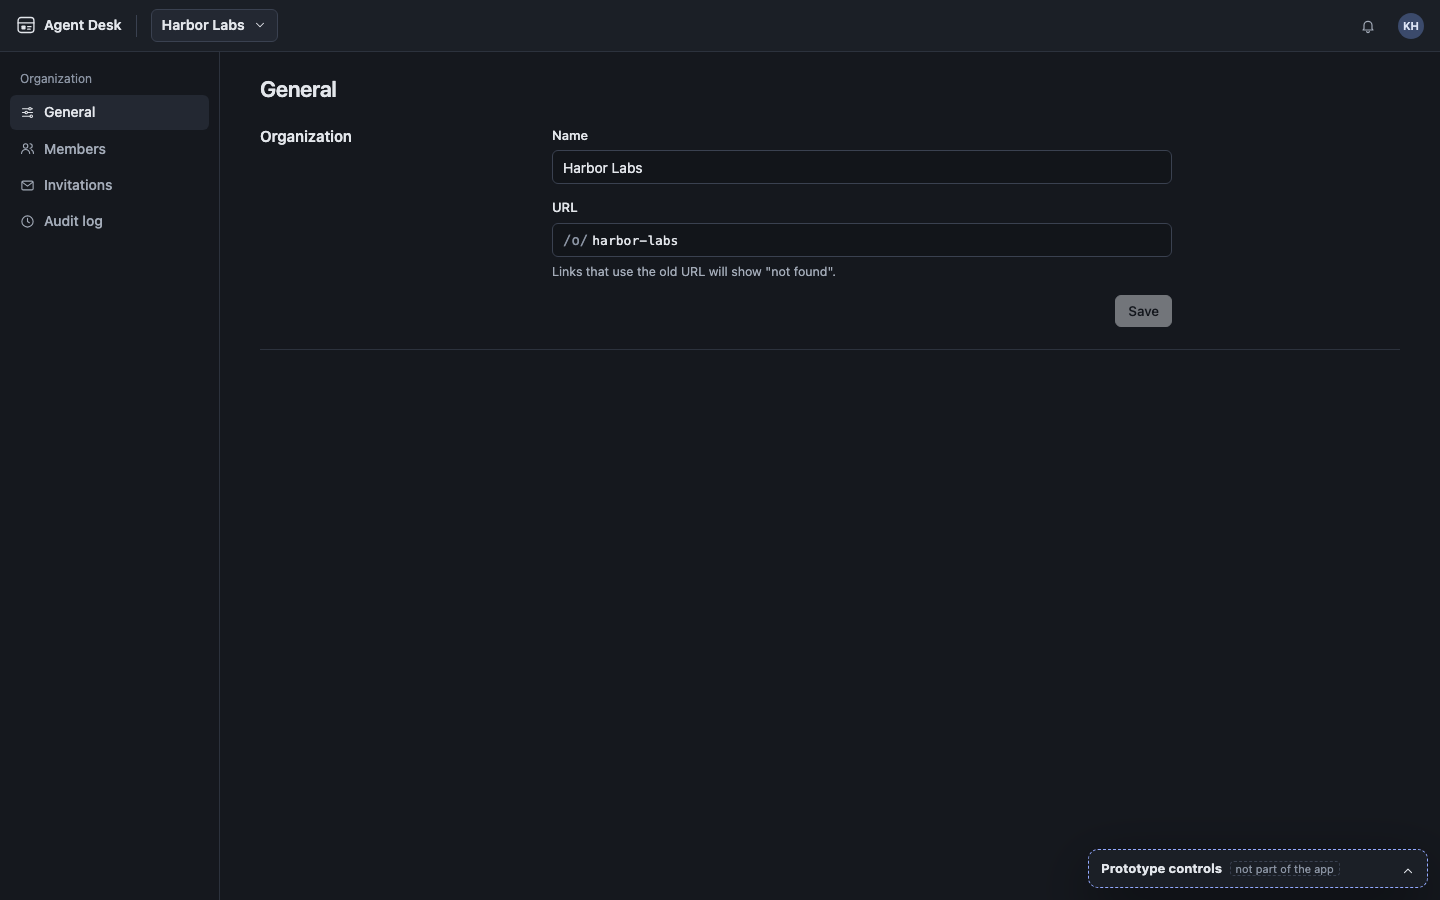 Agent Desk
Harbor Labs
KH
Organization
General
Members
Invitations
Audit log
General
Organization
Name
Harbor Labs
URL
/o/ harbor-labs
Links that use the old URL will show "not found".
Save
Prototype controls not part of the app